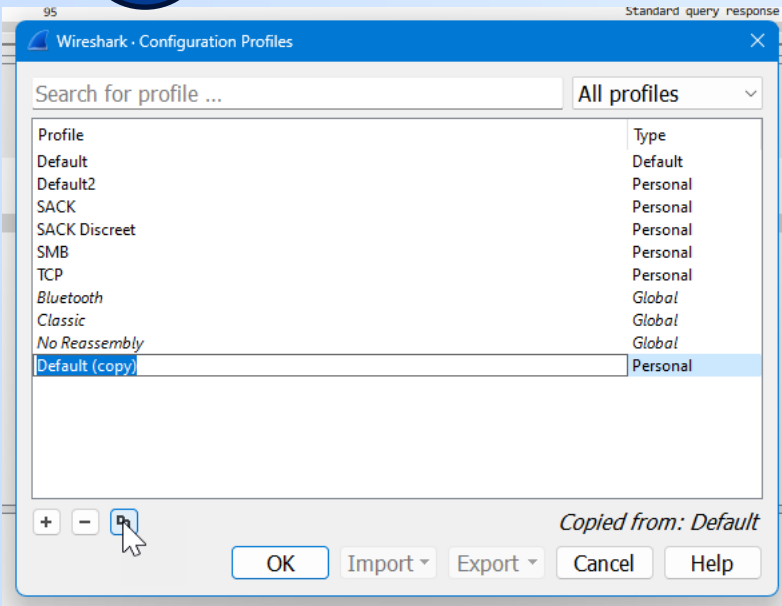 95 Standard query response
Wireshark · Configuration Profiles
Search for profile ... All profiles
Profile Type
Default Default
Default2 Personal
SACK Personal
SACK Discreet Personal
SMB Personal
TCP Personal
Bluetooth Global
Classic Global
No Reassembly Global
Default (copy) Personal
Copied from: Default
OK Import Export Cancel Help